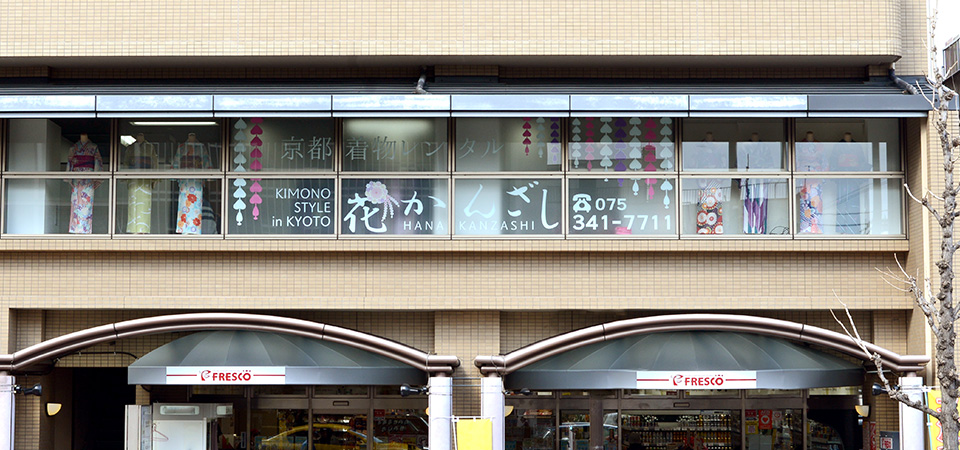 京都 着物レンタル
KIMONO
STYLE
in KYOTO
花かんざし
HANA KANZASHI
☎075
341-7711
FRESCO
FRESCO